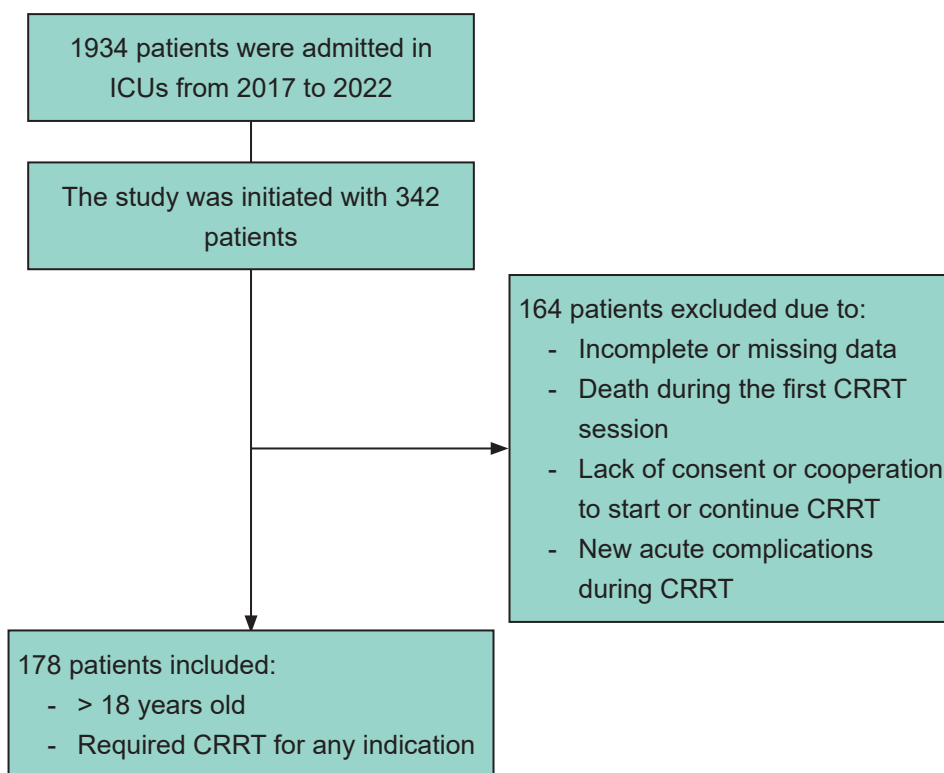 1934 patients were admitted in
ICUs from 2017 to 2022
The study was initiated with 342
patients
164 patients excluded due to:
- Incomplete or missing data
- Death during the first CRRT
session
- Lack of consent or cooperation
to start or continue CRRT
- New acute complications
during CRRT
178 patients included:
- > 18 years old
- Required CRRT for any indication